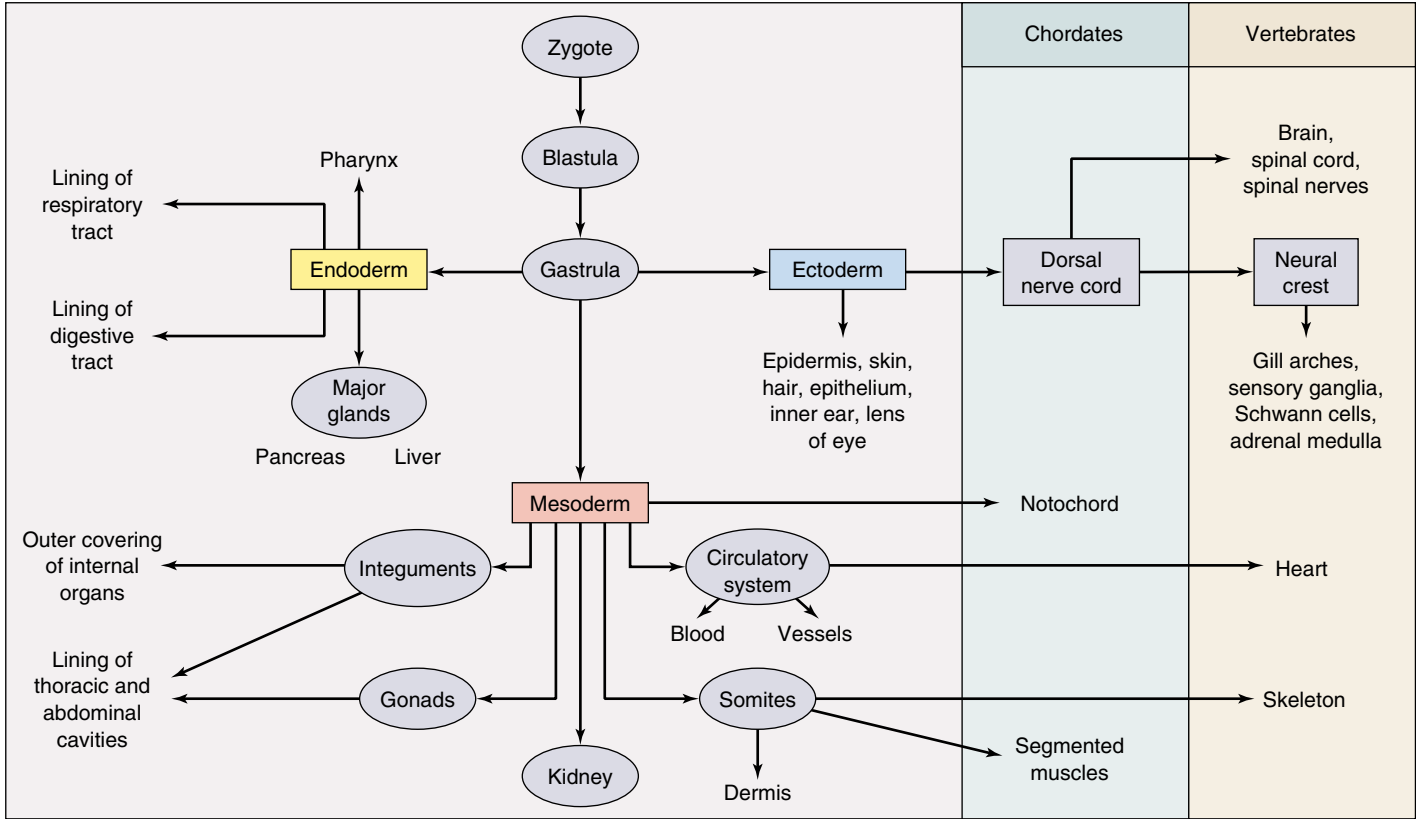 Zygote
Chordates
Vertebrates
Blastula
Brain,
spinal cord,
spinal nerves
Pharynx
Lining of
respiratory
tract
Endoderm
Gastrula
Ectoderm
Dorsal
nerve cord
Neural
crest
Lining of
digestive
tract
Major
glands
Pancreas
Liver
Epidermis, skin,
hair, epithelium,
inner ear, lens
of eye
Gill arches,
sensory ganglia,
Schwann cells,
adrenal medulla
Mesoderm
Notochord
Outer covering
of internal
organs
Integuments
Circulatory
system
Heart
Blood
Vessels
Lining of
thoracic and
abdominal
cavities
Gonads
Somites
Skeleton
Segmented
muscles
Kidney
Dermis